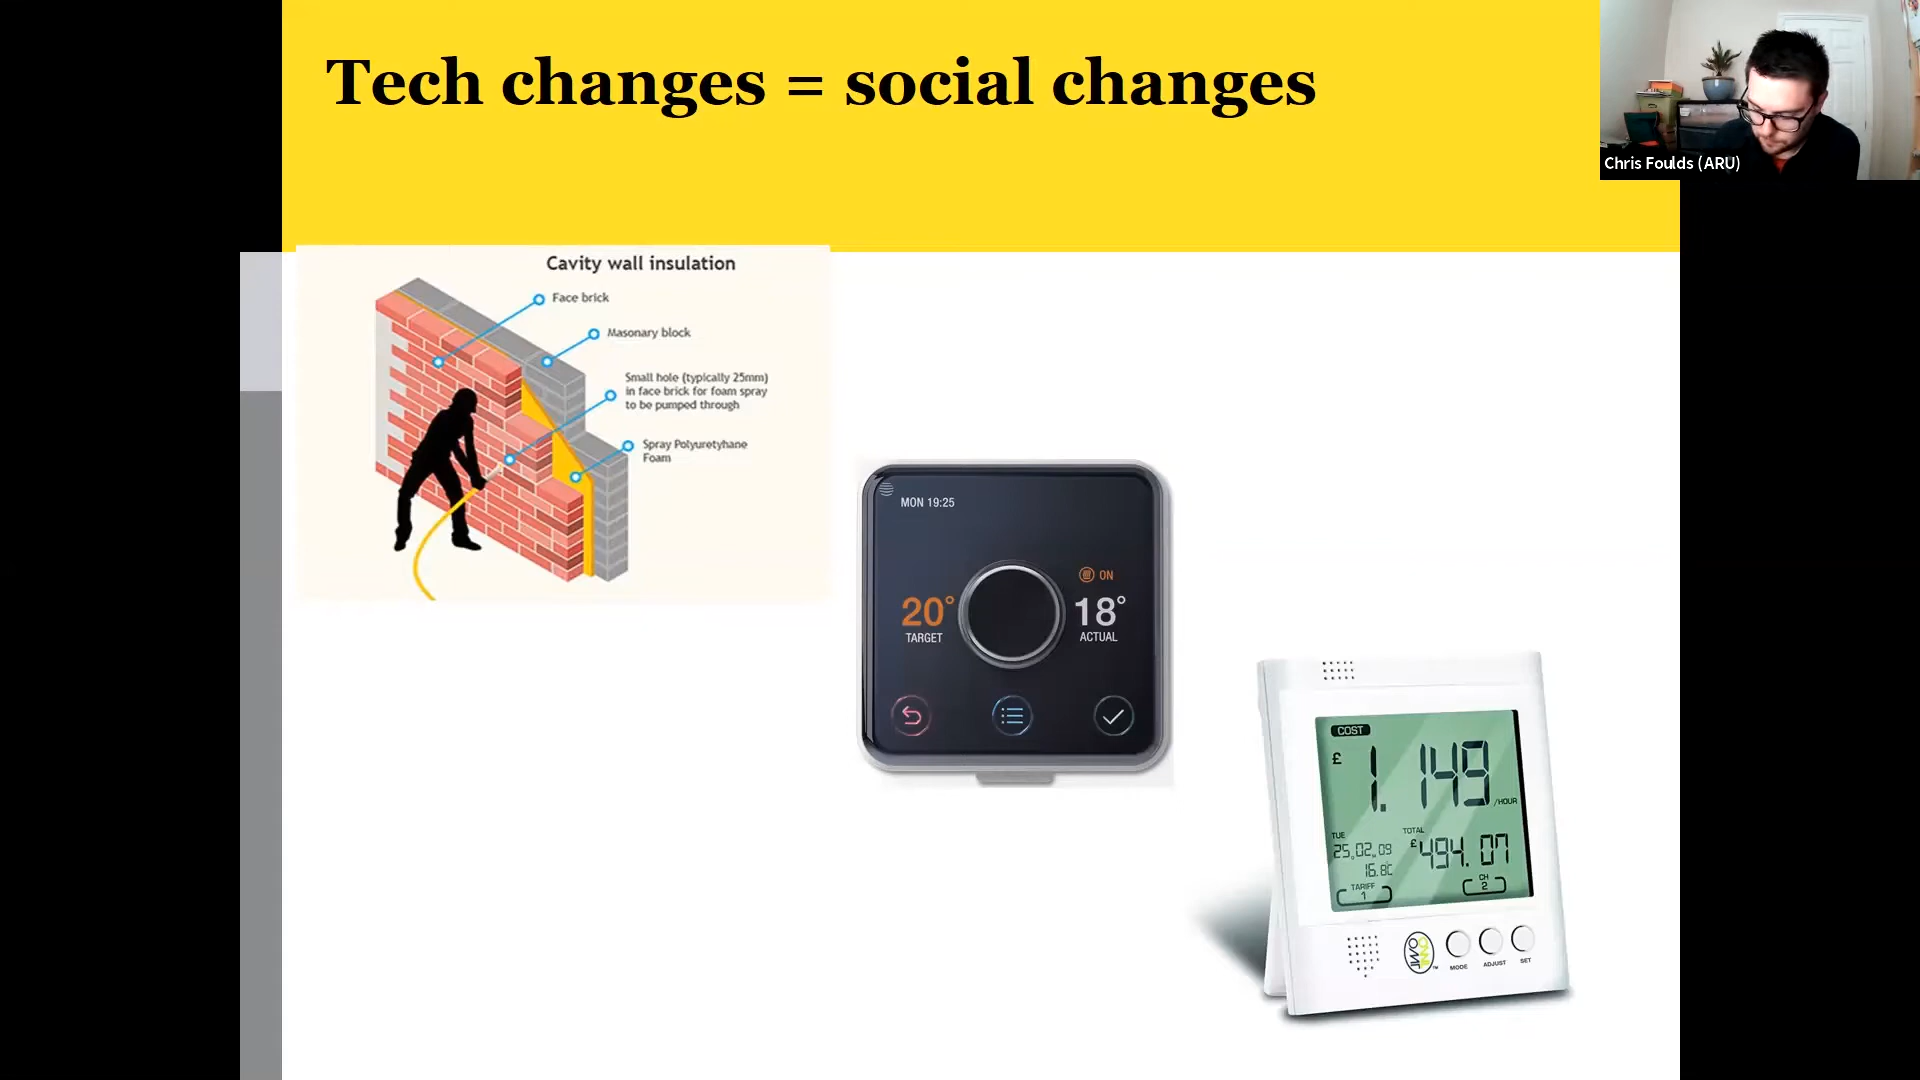 Tech changes = social changes
Chris Foulds (ARU)
Cavity wall insulation
Face brick
Masonary block
Small hole (typically 25mm)
in face brick for foam spray
to be pumped through
Spray Polyuretyhane
Foam
MON 19:25
ON
20° 18°
TARGET ACTUAL
COST
£ 1.149 /HOUR
TUE TOTAL
25.02.09 £494.07
16.8c
TARIFF CH
1 2
OWL
MODE ADJUST SET